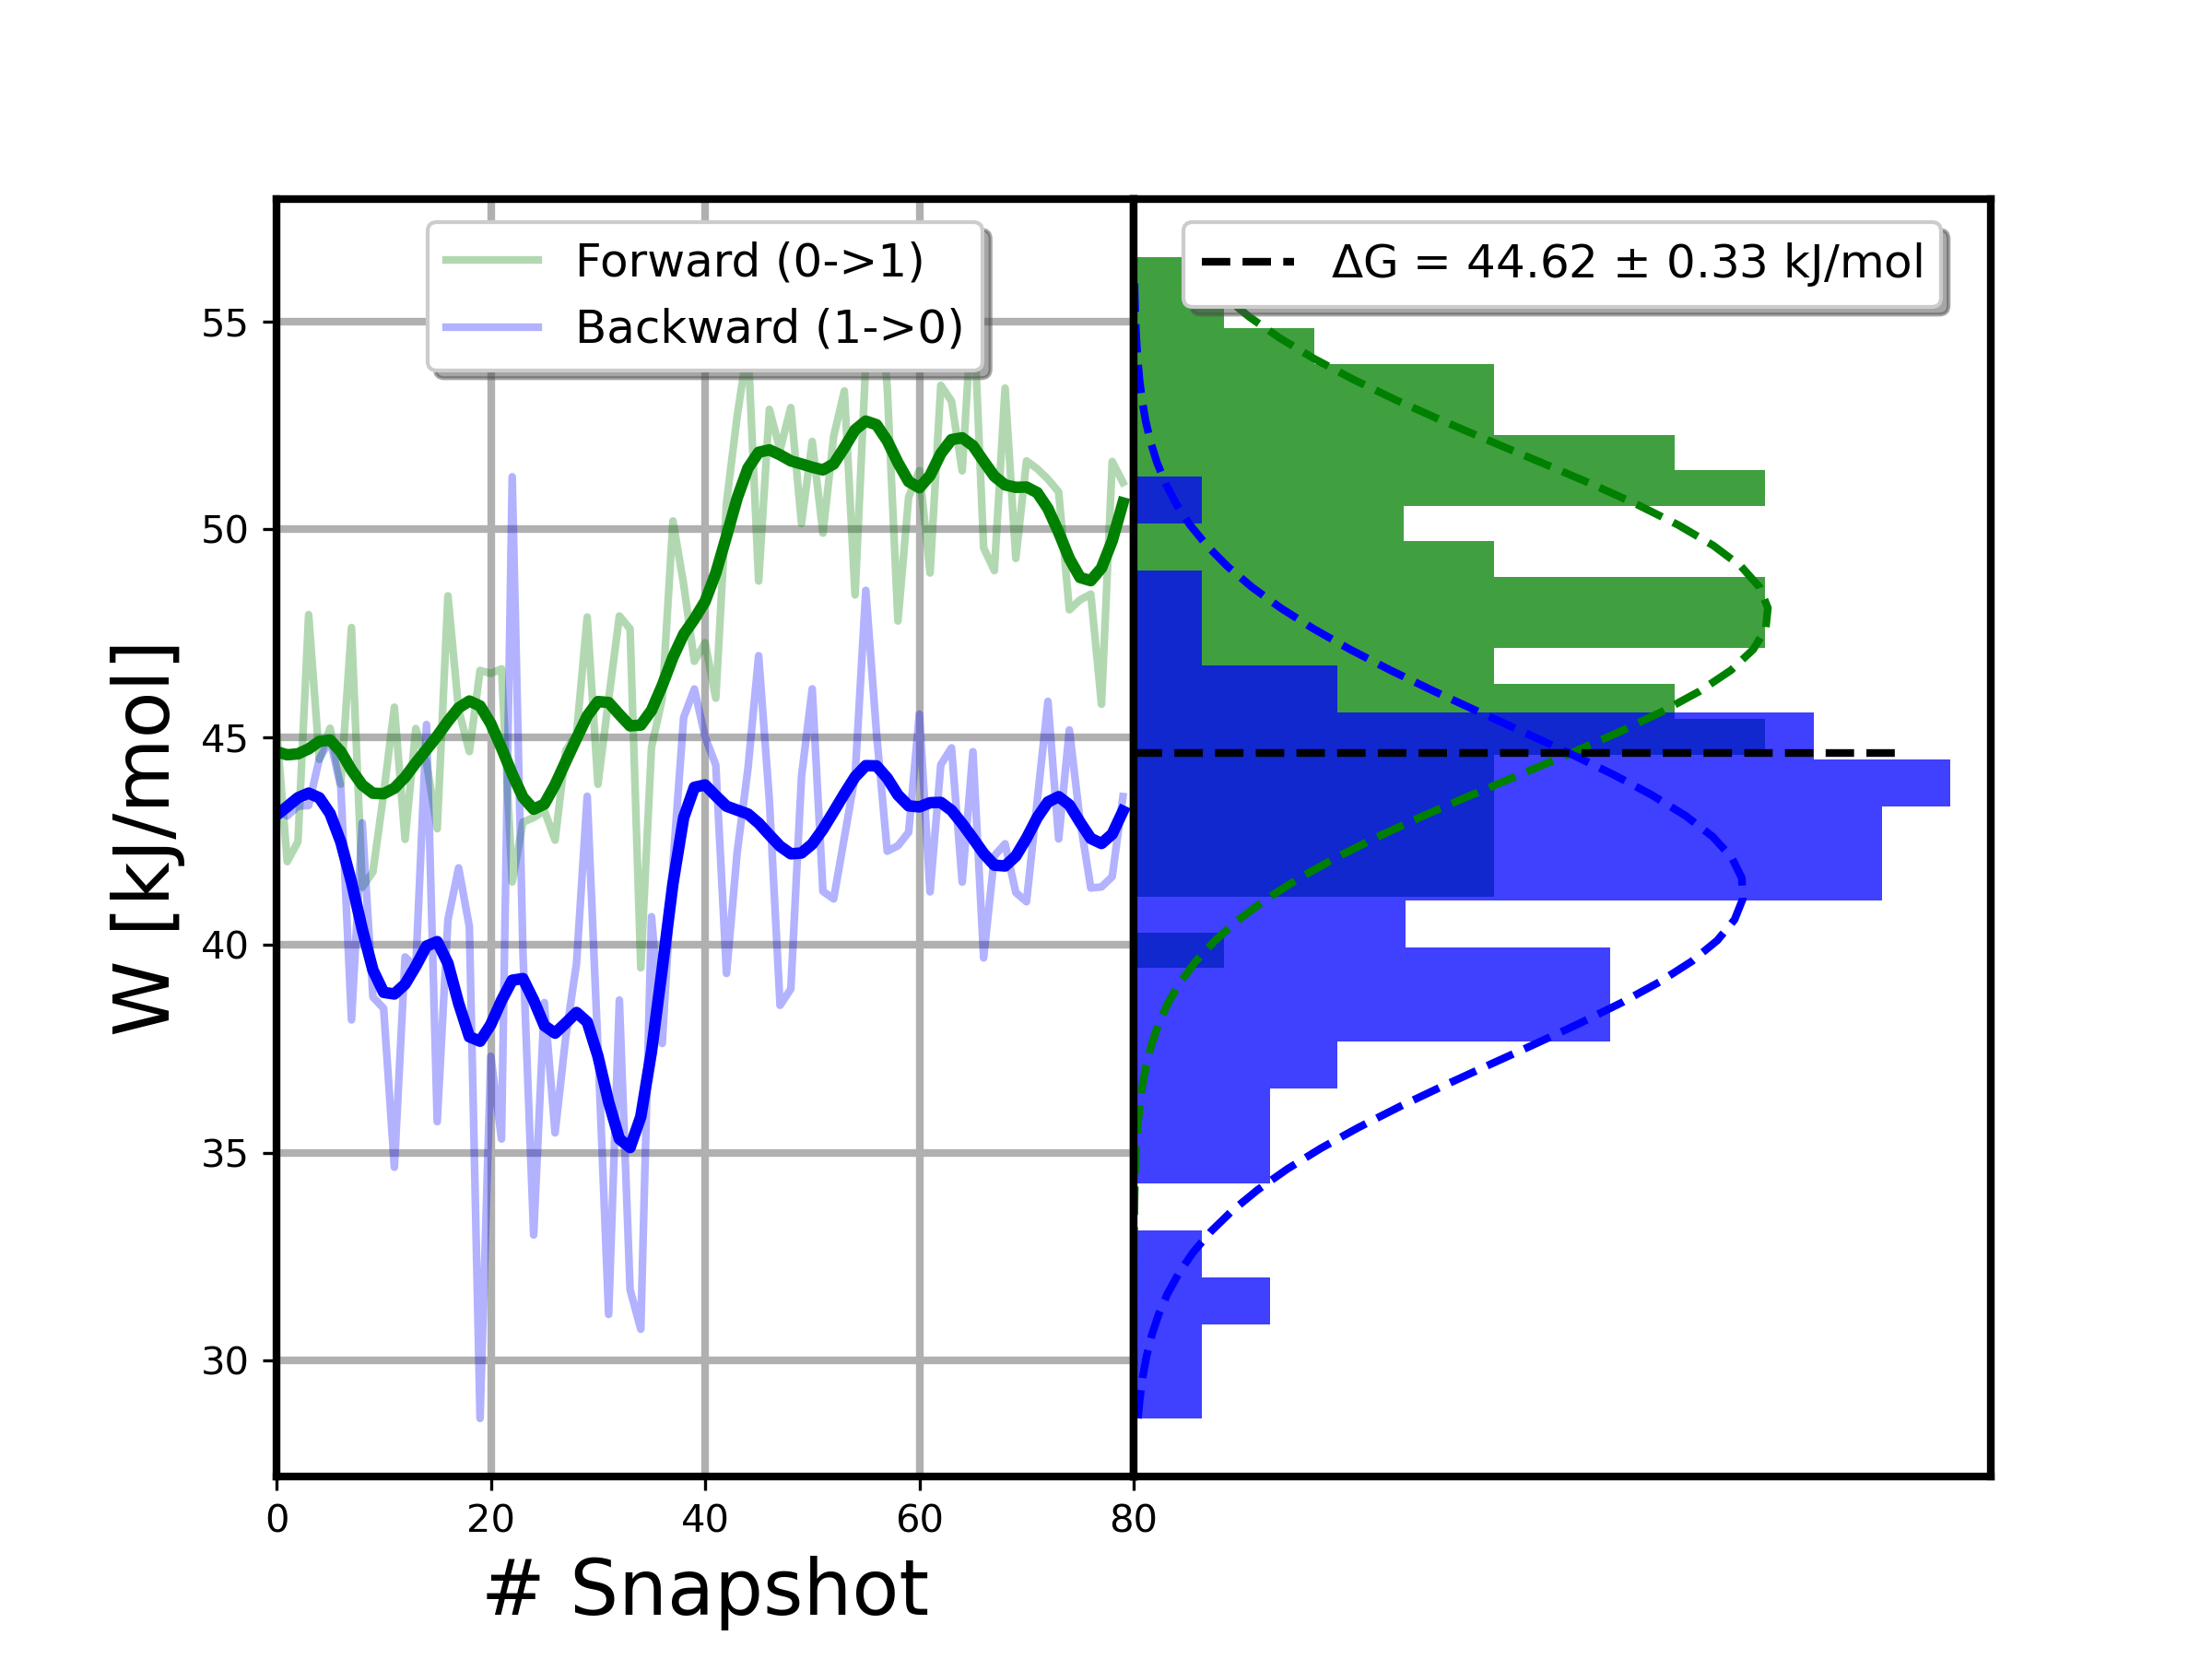 Forward (0->1)
Backward (1->0)
ΔG = 44.62 ± 0.33 kJ/mol
W [kJ/mol]
55
50
45
40
35
30
0 20 40 60 80
# Snapshot